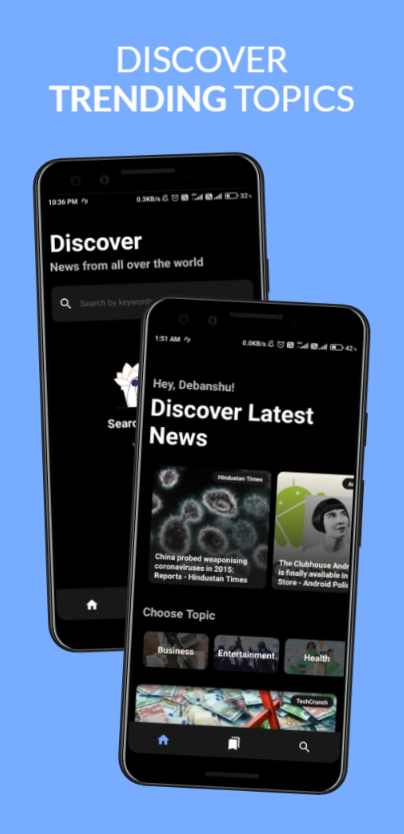 DISCOVER
TRENDING TOPICS
10:36 PM
0.3KB/s
32
Discover
News from all over the world
Search by keywords
Sear
1:51 AM
0.0KB/s
42
Hey, Debanshu!
Discover Latest
News
Hindustan Times
China probed weaponising
coronaviruses in 2015:
Reports - Hindustan Times
The Clubhouse Andr
is finally available in
Store - Android Polic
Choose Topic
Business
Entertainment
Health
TechCrunch